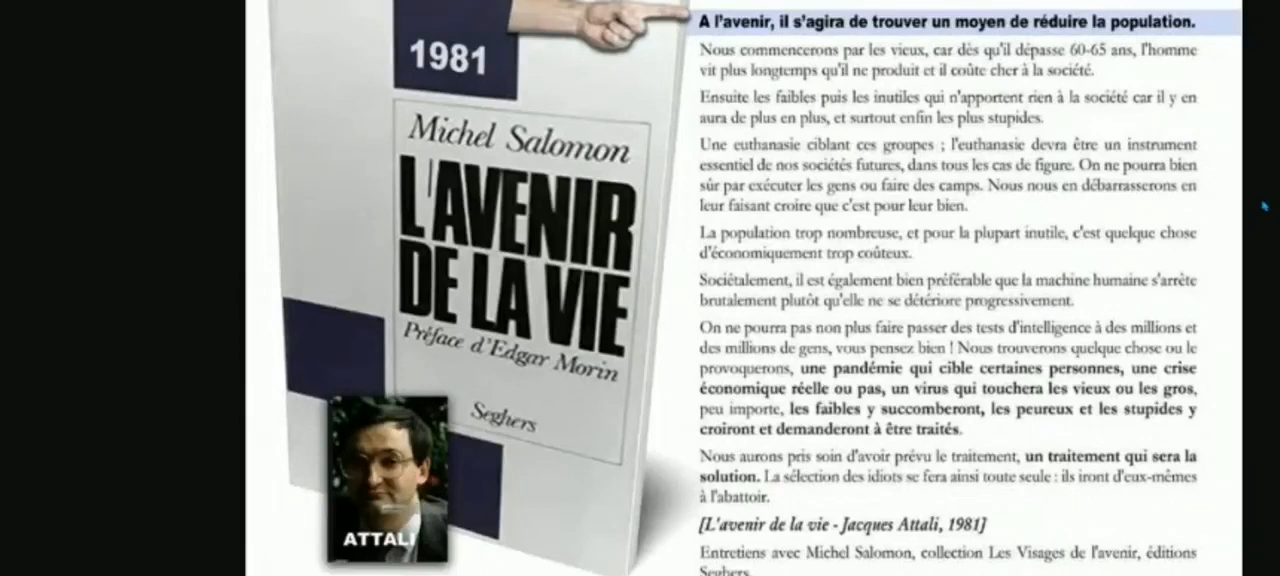 1981
Michel Salomon
L'AVENIR
DE LA VIE
Préface d'Edgar Morin
Seghers
ATTALI
A l'avenir, il s'agira de trouver un moyen de réduire la population.
Nous commencerons par les vieux, car dès qu'il dépasse 60-65 ans, l'homme
vit plus longtemps qu'il ne produit et il coûte cher à la société.
Ensuite les faibles puis les inutiles qui n'apportent rien à la société car il y en
aura de plus en plus, et surtout enfin les plus stupides.
Une euthanasie ciblant ces groupes ; l'euthanasie devra être un instrument
essentiel de nos sociétés futures, dans tous les cas de figure. On ne pourra bien
sûr par exécuter les gens ou faire des camps. Nous nous en débarrasserons en
leur faisant croire que c'est pour leur bien.
La population trop nombreuse, et pour la plupart inutile, c'est quelque chose
d'économiquement trop coûteux.
Sociétalement, il est également bien préférable que la machine humaine s'arrête
brutalement plutôt qu'elle ne se détériore progressivement.
On ne pourra pas non plus faire passer des tests d'intelligence à des millions et
des millions de gens, vous pensez bien ! Nous trouverons quelque chose ou le
provoquerons, une pandémie qui cible certaines personnes, une crise
économique réelle ou pas, un virus qui touchera les vieux ou les gros,
peu importe, les faibles y succomberont, les peureux et les stupides y
croiront et demanderont à être traités.
Nous aurons pris soin d'avoir prévu le traitement, un traitement qui sera la
solution. La sélection des idiots se fera ainsi toute seule : ils iront d'eux-mêmes
à l'abattoir.
[L'avenir de la vie - Jacques Attali, 1981]
Entretiens avec Michel Salomon, collection Les Visages de l'avenir, éditions
Seghers.